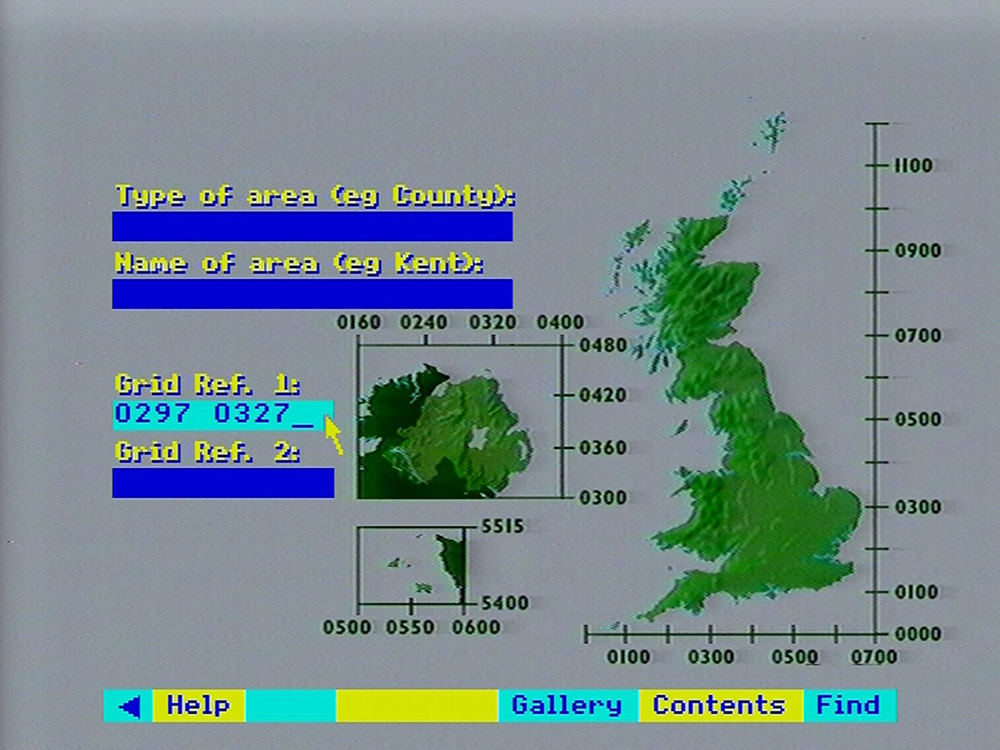 Type of area (eg County):
Name of area (eg Kent):
Grid Ref. 1:
0297 0327_
Grid Ref. 2:
0160 0240 0320 0400
0480
0420
0360
0300
5515
5400
0500 0550 0600
1100
0900
0700
0500
0300
0100
0000
0100 0300 0500 0700
Help Gallery Contents Find